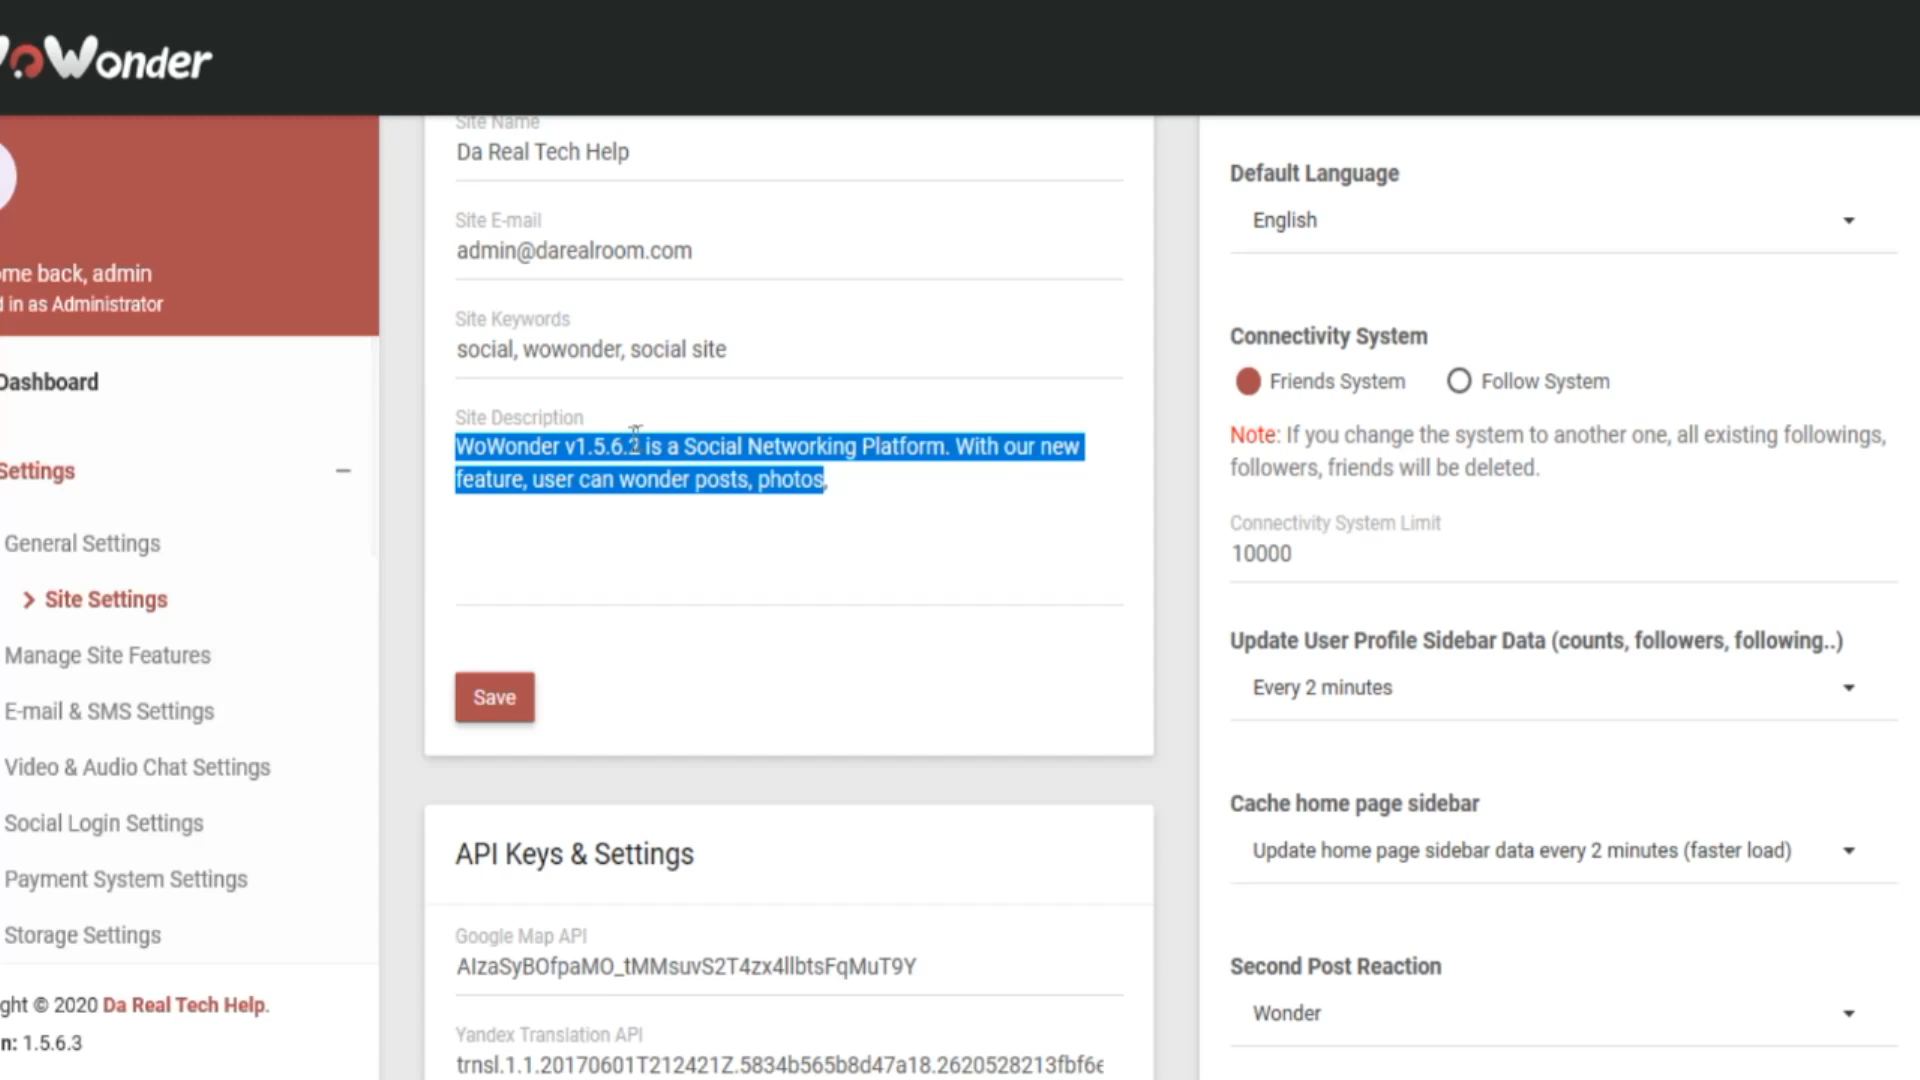 WoWonder
ome back, admin
d in as Administrator
Dashboard
Settings
General Settings
Site Settings
Manage Site Features
E-mail & SMS Settings
Video & Audio Chat Settings
Social Login Settings
Payment System Settings
Storage Settings
ght © 2020 Da Real Tech Help.
n: 1.5.6.3
Site Name
Da Real Tech Help
Site E-mail
admin@darealroom.com
Site Keywords
social, wowonder, social site
Site Description
WoWonder v1.5.6.2 is a Social Networking Platform. With our new
feature, user can wonder posts, photos,
Save
API Keys & Settings
Google Map API
AIzaSyBOfpaMO_tMMsuvS2T4zx4llbtsFqMuT9Y
Yandex Translation API
trnsl.1.1.20170601T212421Z.5834b565b8d47a18.2620528213fbf6e
Default Language
English
Connectivity System
Friends System
Follow System
Note: If you change the system to another one, all existing followings,
followers, friends will be deleted.
Connectivity System Limit
10000
Update User Profile Sidebar Data (counts, followers, following..)
Every 2 minutes
Cache home page sidebar
Update home page sidebar data every 2 minutes (faster load)
Second Post Reaction
Wonder